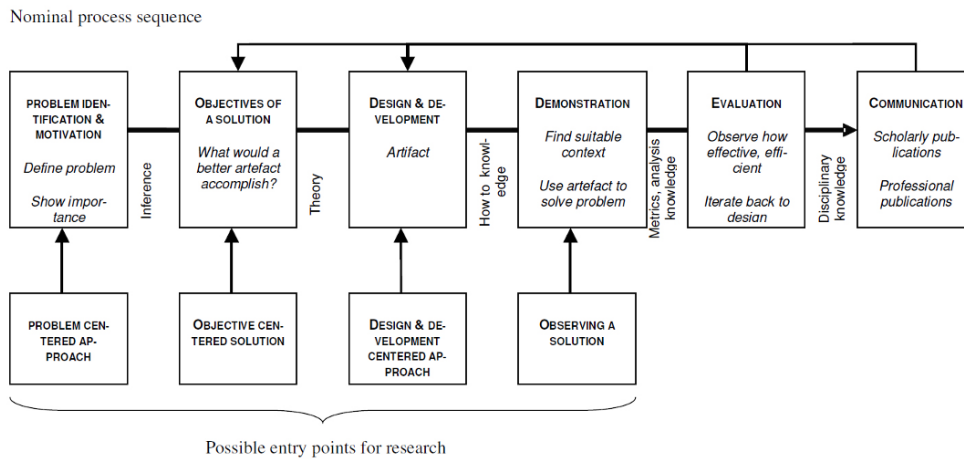 Nominal process sequence
PROBLEM IDEN-
TIFICATION &
MOTIVATION
Define problem
Show impor-
tance
Inference
OBJECTIVES OF
A SOLUTION
What would a
better artefact
accomplish?
Theory
DESIGN & DE-
VELOPMENT
Artifact
How to knowl-
edge
DEMONSTRATION
Find suitable
context
Use artefact to
solve problem
Metrics, analysis
knowledge
EVALUATION
Observe how
effective, effi-
cient
Iterate back to
design
Disciplinary
knowledge
COMMUNICATION
Scholarly pub-
lications
Professional
publications
PROBLEM CEN-
TERED AP-
PROACH
OBJECTIVE CEN-
TERED SOLUTION
DESIGN & DE-
VELOPMENT
CENTERED AP-
PROACH
OBSERVING A
SOLUTION
Possible entry points for research